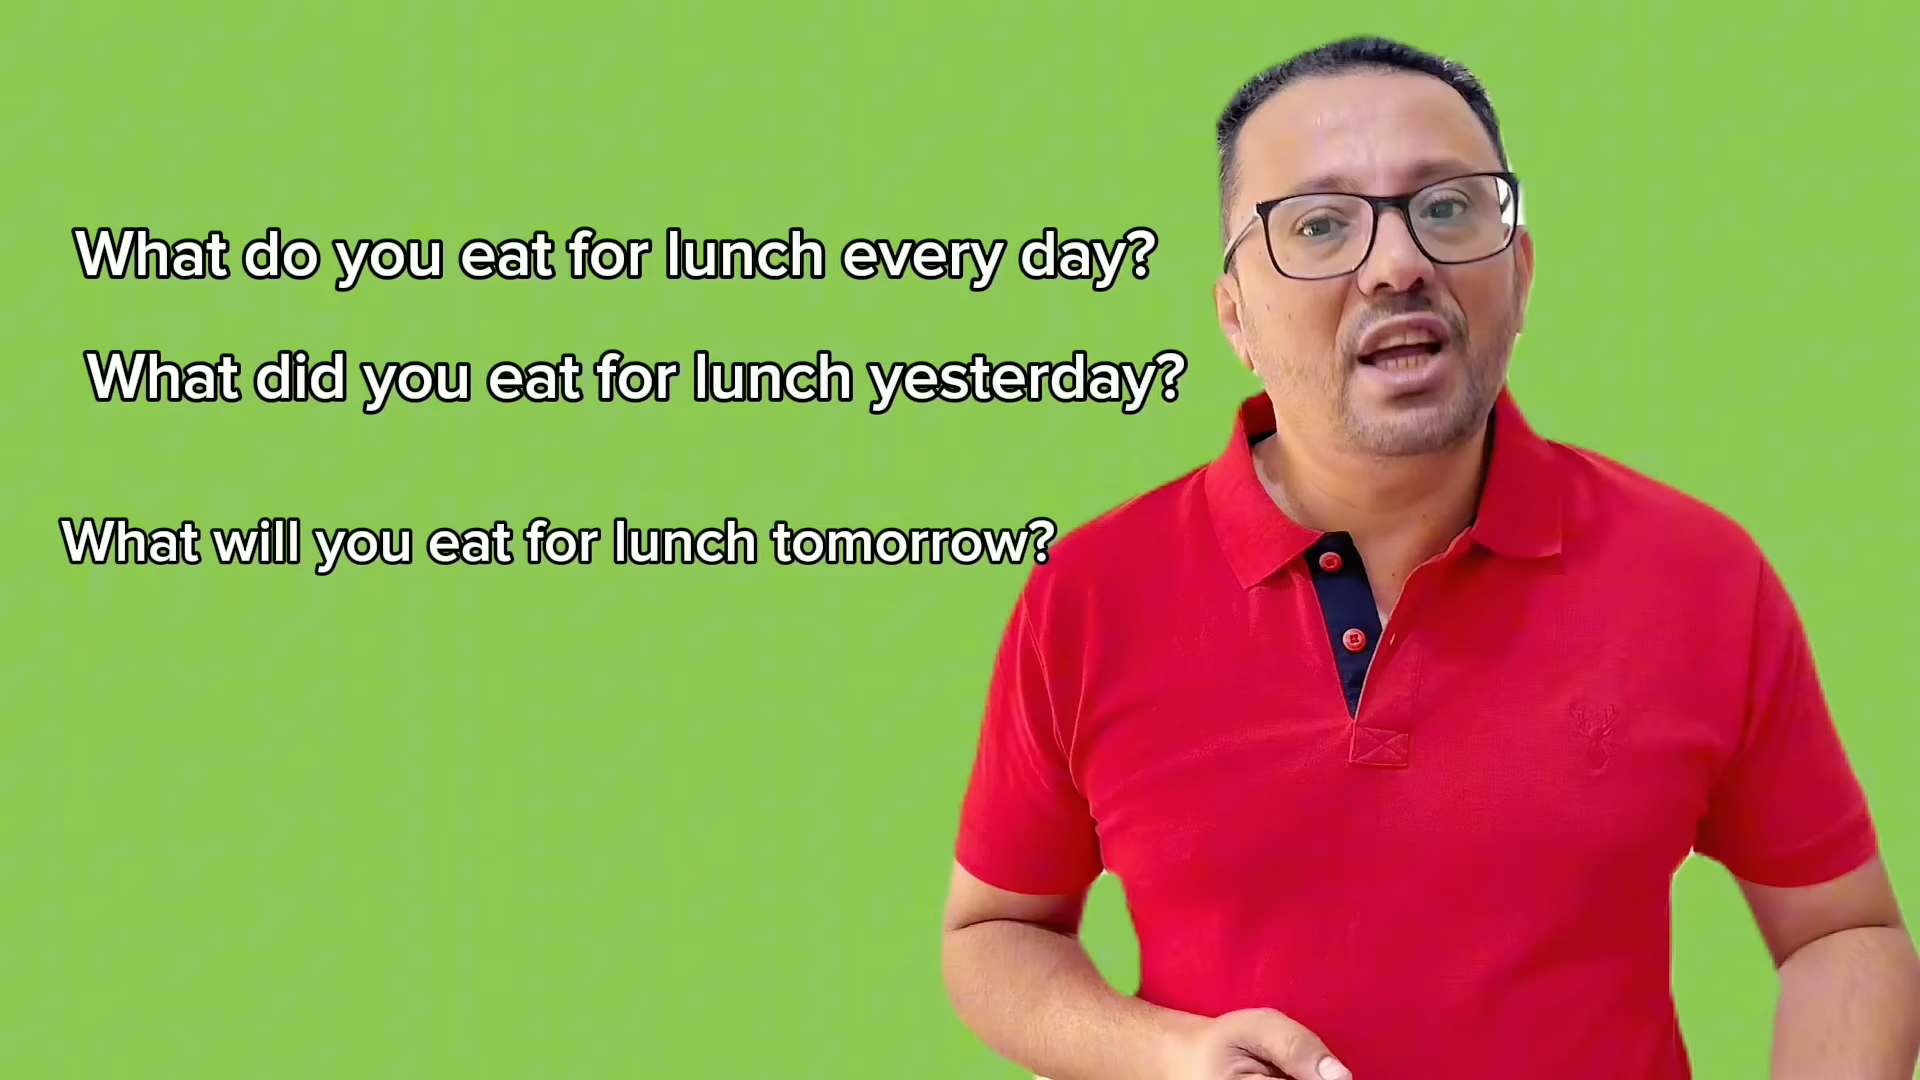 What do you eat for lunch every day?
What did you eat for lunch yesterday?
What will you eat for lunch tomorrow?